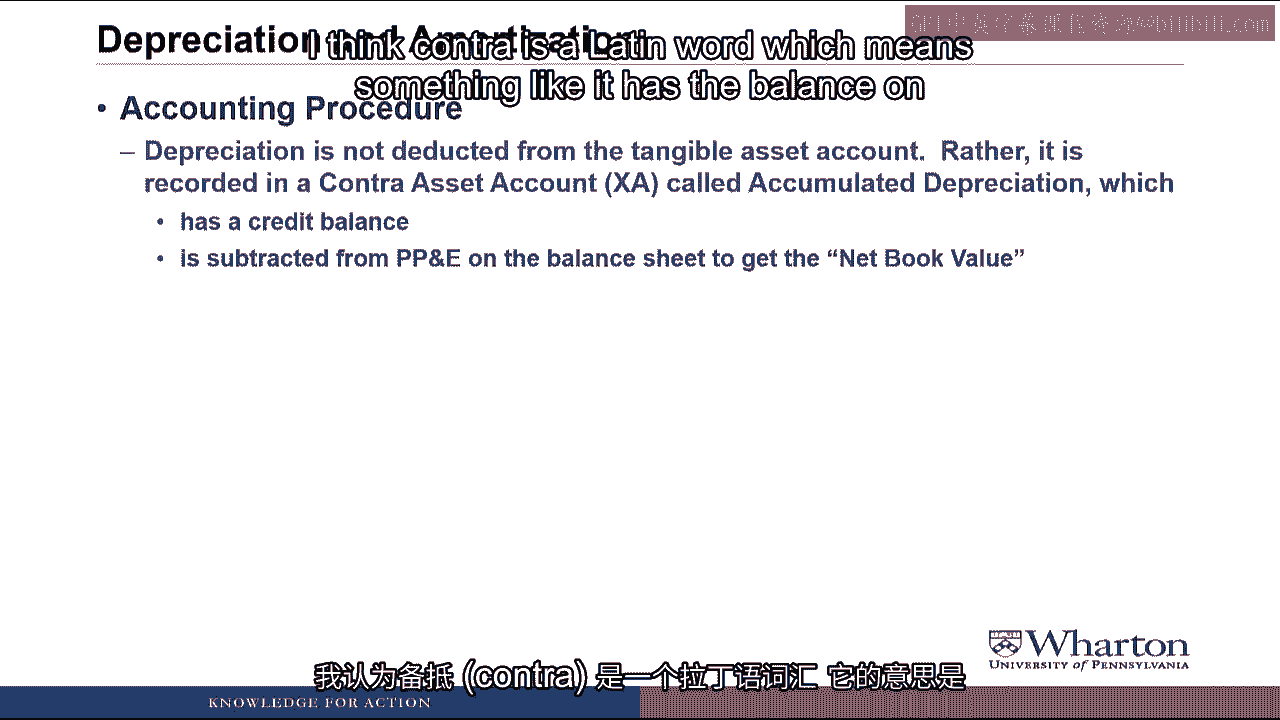 Depreciation and Amortization
I think contra is a Latin word which means
something like it has the balance on
• Accounting Procedure
– Depreciation is not deducted from the tangible asset account. Rather, it is
recorded in a Contra Asset Account (XA) called Accumulated Depreciation, which
• has a credit balance
• is subtracted from PP&E on the balance sheet to get the “Net Book Value”
Wharton
UNIVERSITY of PENNSYLVANIA
我认为备抵 (contra) 是一个拉丁语词汇 它的意思是
KNOWLEDGE FOR ACTION